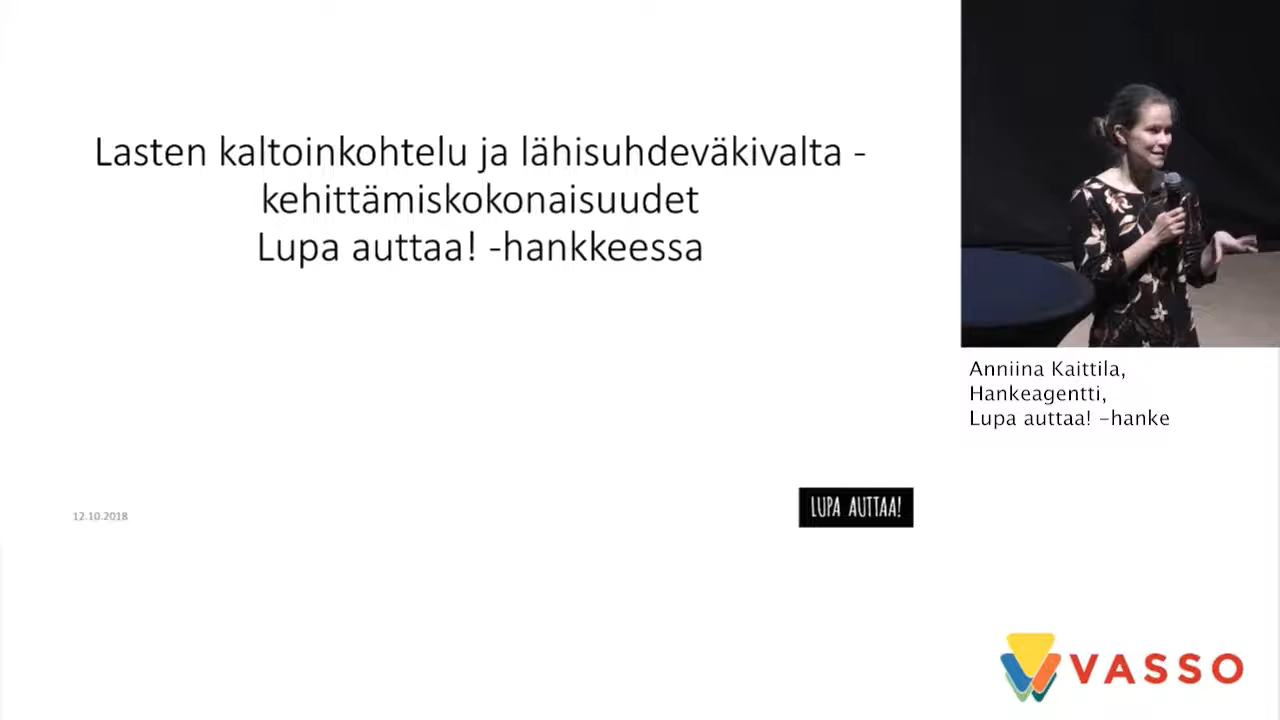 Lasten kaltoinkohtelu ja lähisuhdeväkivalta -
kehittämiskokonaisuudet
Lupa auttaa! -hankkeessa
12.10.2018
LUPA AUTTAA!
Anniina Kaittila,
Hankeagentti,
Lupa auttaa! -hanke
VASSO